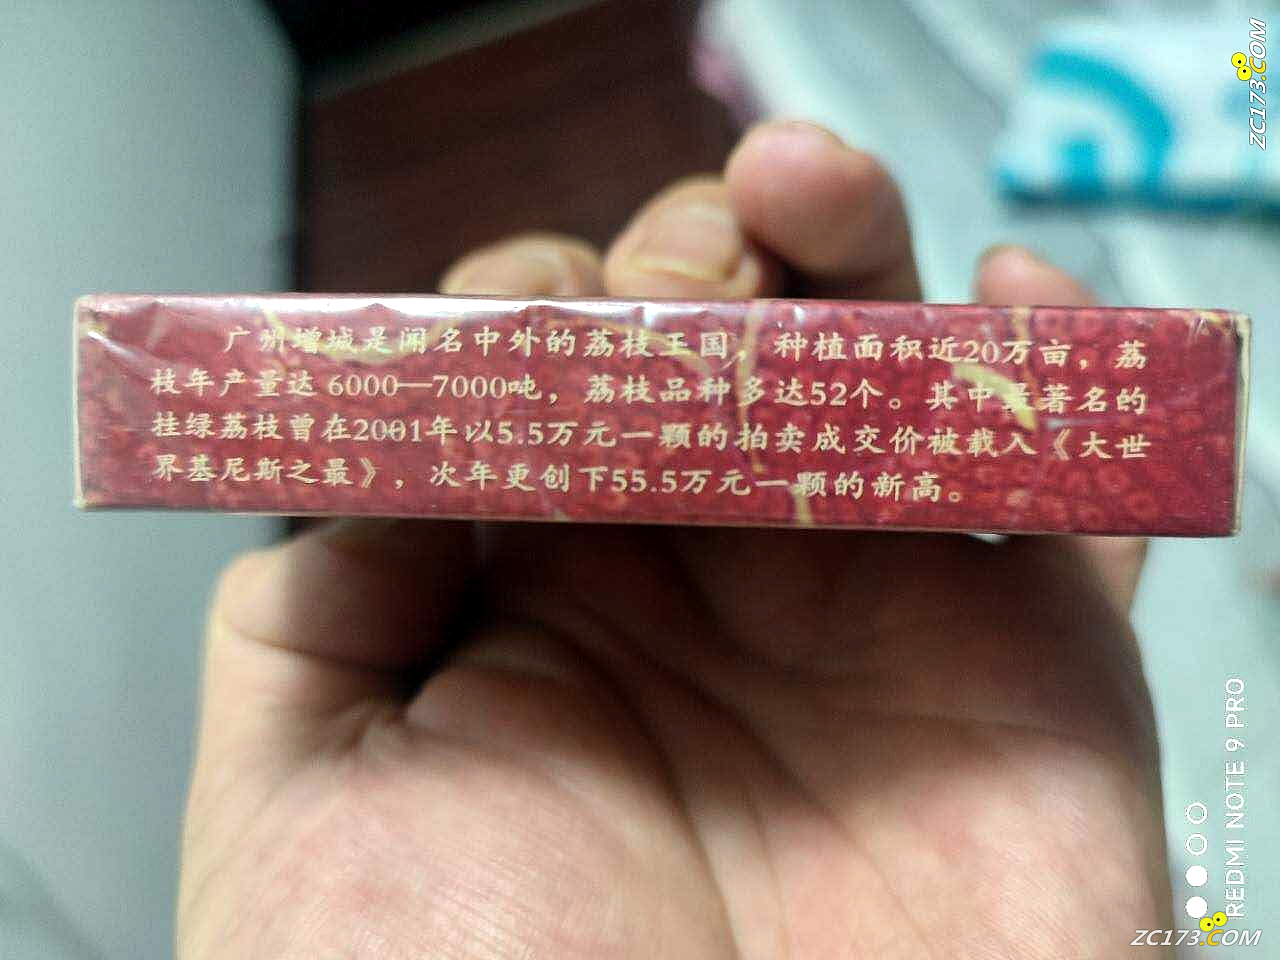 广州增城是闻名中外的荔枝王国，种植面积近20万亩，荔
枝年产量达 6000—7000吨，荔枝品种多达52个。其中最著名的
桂绿荔枝曾在2001年以5.5万元一颗的拍卖成交价被载入《大世
界基尼斯之最》，次年更创下55.5万元一颗的新高。
ZC173.COM
REDMI NOTE 9 PRO
ZC173.COM